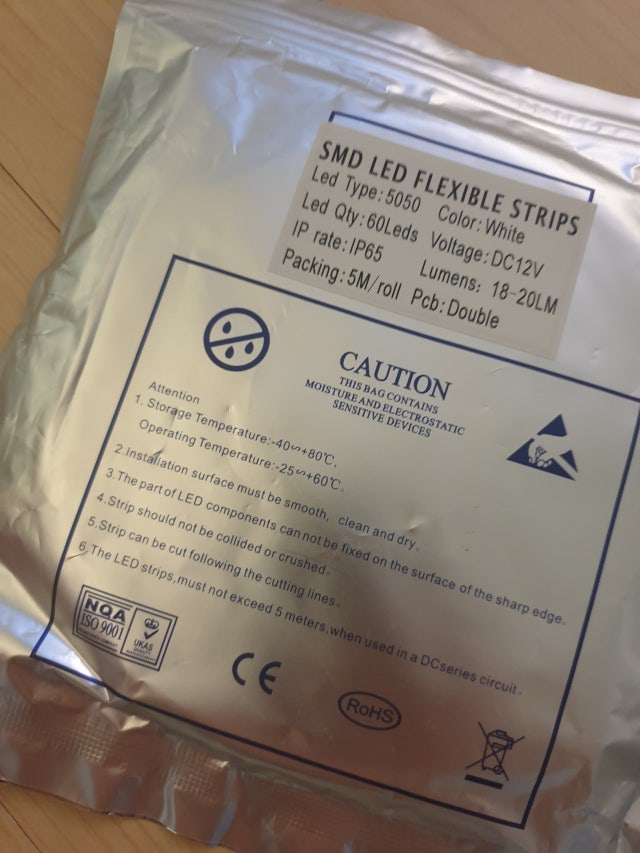 SMD LED FLEXIBLE STRIPS
Led Type:5050 Color:White
Led Qty:60Leds Voltage:DC12V
IP rate:IP65 Lumens: 18-20LM
Packing:5M/roll Pcb:Double
CAUTION
THIS BAG CONTAINS
MOISTURE AND ELECTROSTATIC
SENSITIVE DEVICES
Attention
1. Storage Temperature:-40∽+80℃,
Operating Temperature:-25∽+60℃。
2.Installation surface must be smooth, clean and dry。
3.The part of LED components can not be fixed on the surface of the sharp edge。
4.Strip should not be collided or crushed。
5.Strip can be cut following the cutting lines。
6.The LED strips,must not exceed 5 meters,when used in a DCseries circuit.
NQA
ISO 9001
UKAS
QUALITY
MANAGEMENT
CE
RoHS